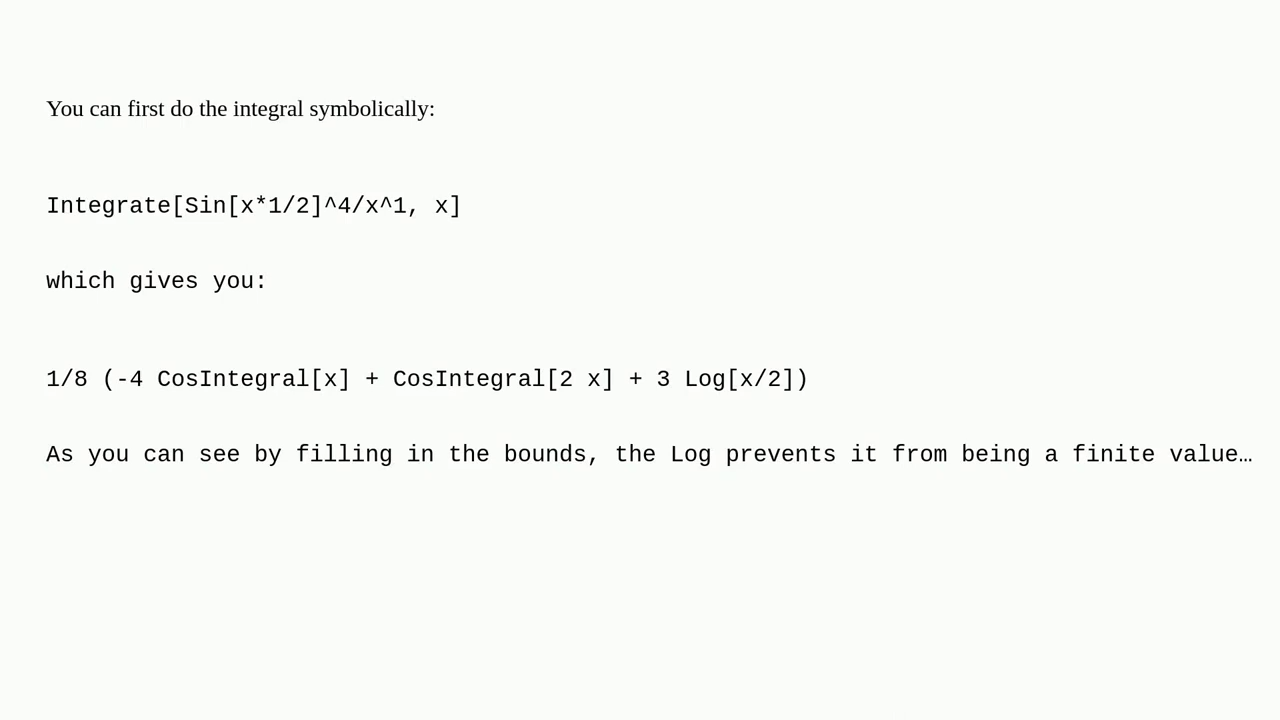 You can first do the integral symbolically:
Integrate[Sin[x*1/2]^4/x^1, x]
which gives you:
1/8 (-4 CosIntegral[x] + CosIntegral[2 x] + 3 Log[x/2])
As you can see by filling in the bounds, the Log prevents it from being a finite value…